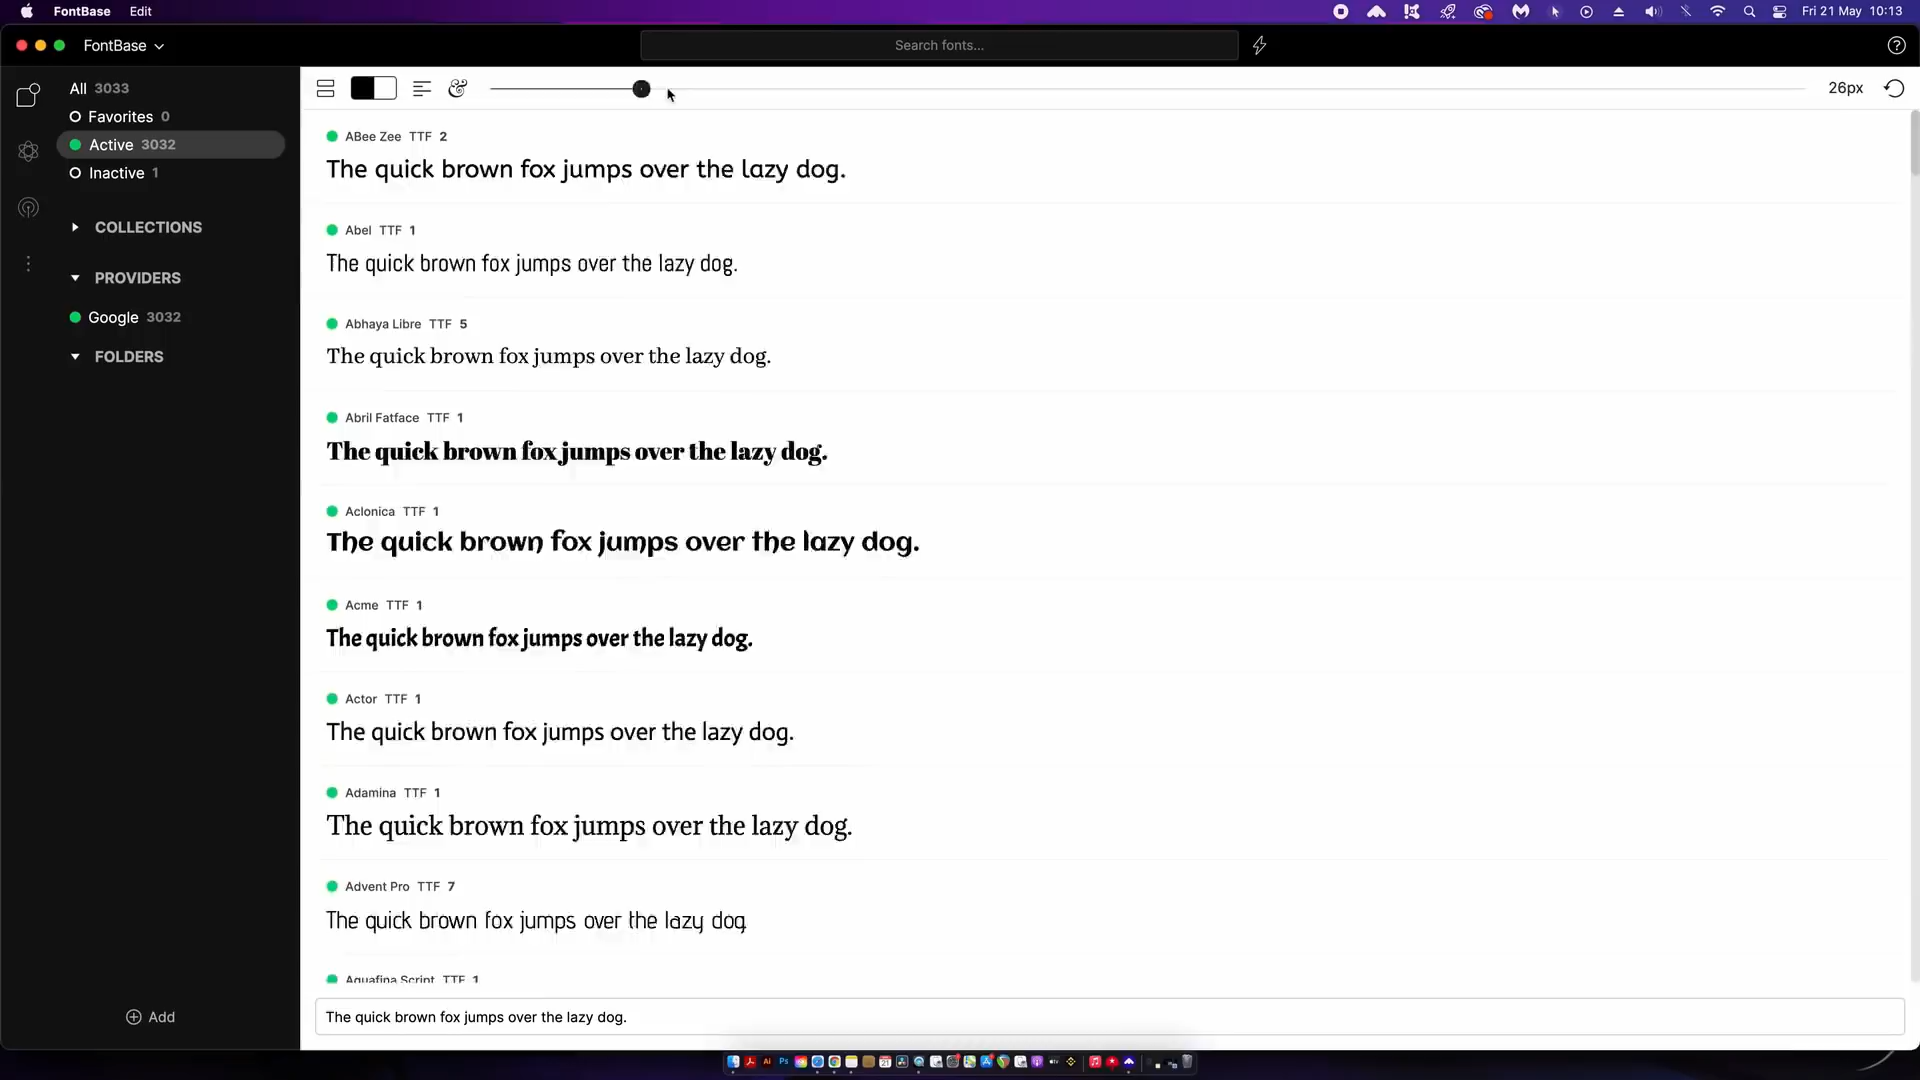 FontBase Edit Fri 21 May 10:13
FontBase Search fonts...
All 3033
Favorites 0
Active 3032
Inactive 1
COLLECTIONS
PROVIDERS
Google 3032
FOLDERS
Add
26px
ABee Zee TTF 2
The quick brown fox jumps over the lazy dog.
Abel TTF 1
The quick brown fox jumps over the lazy dog.
Abhaya Libre TTF 5
The quick brown fox jumps over the lazy dog.
Abril Fatface TTF 1
The quick brown fox jumps over the lazy dog.
Aclonica TTF 1
The quick brown fox jumps over the lazy dog.
Acme TTF 1
The quick brown fox jumps over the lazy dog.
Actor TTF 1
The quick brown fox jumps over the lazy dog.
Adamina TTF 1
The quick brown fox jumps over the lazy dog.
Advent Pro TTF 7
The quick brown fox jumps over the lazy dog.
Aguafina Script TTF 1
The quick brown fox jumps over the lazy dog.